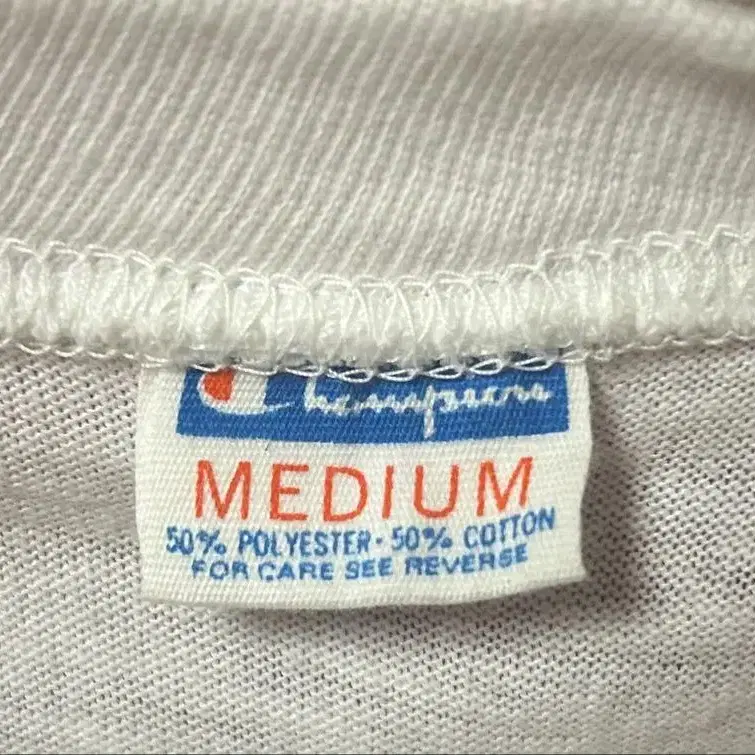 Champion
MEDIUM
50% POLYESTER · 50% COTTON
FOR CARE SEE REVERSE